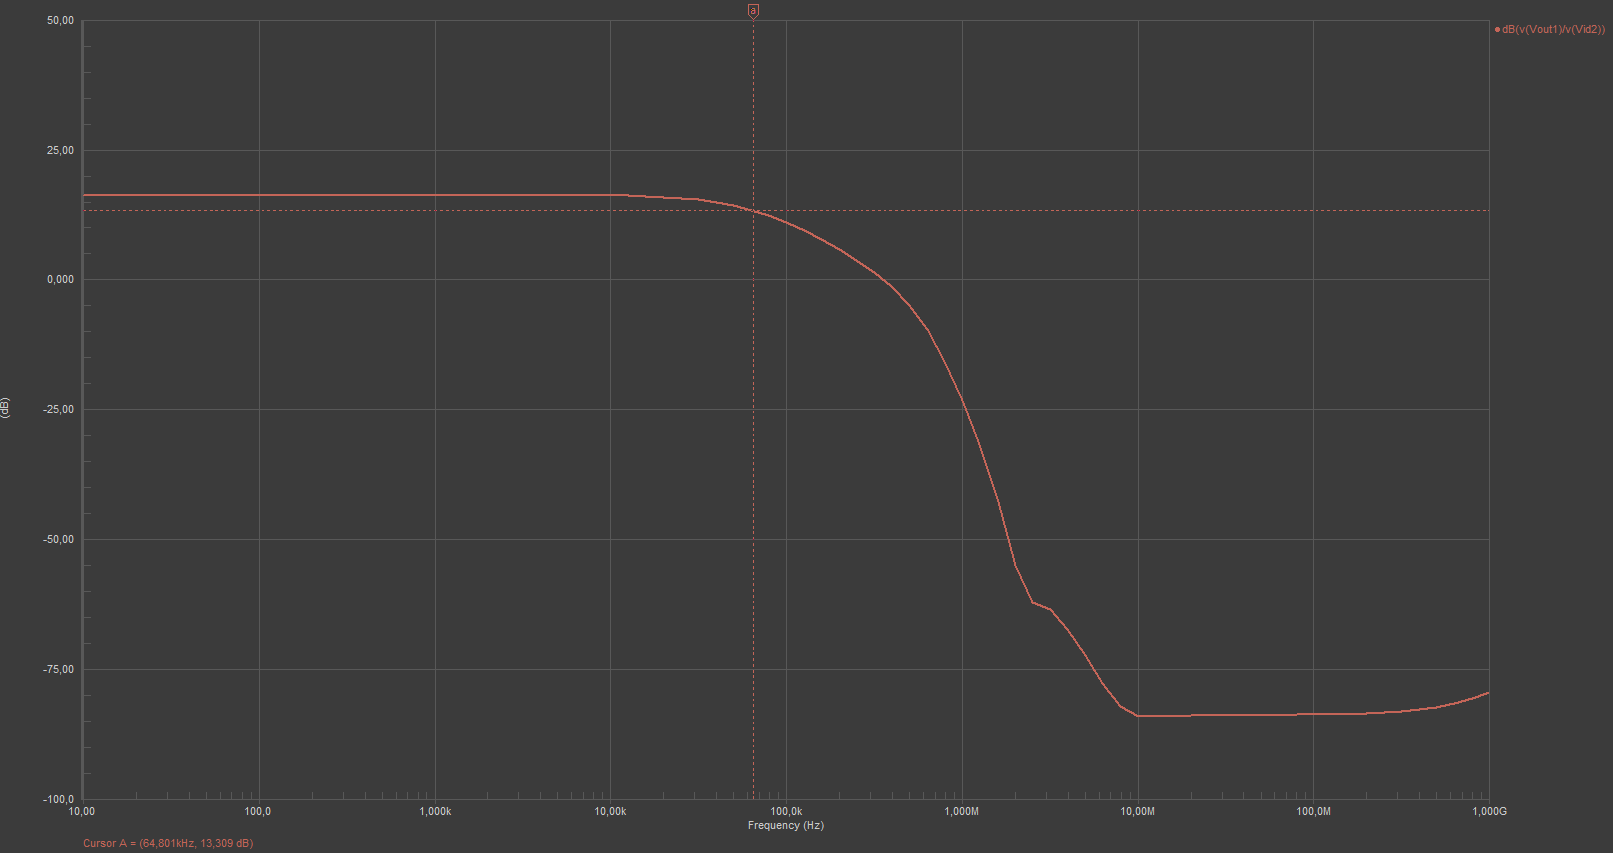 a
50,00
dB(v(Vout1)/v(Vid2))
25,00
0,000
-25,00
(dB)
-50,00
-75,00
-100,0
10,00 100,0 1,000k 10,00k 100,0k 1,000M 10,00M 100,0M 1,000G
Frequency (Hz)
Cursor A = (64,801kHz, 13,309 dB)